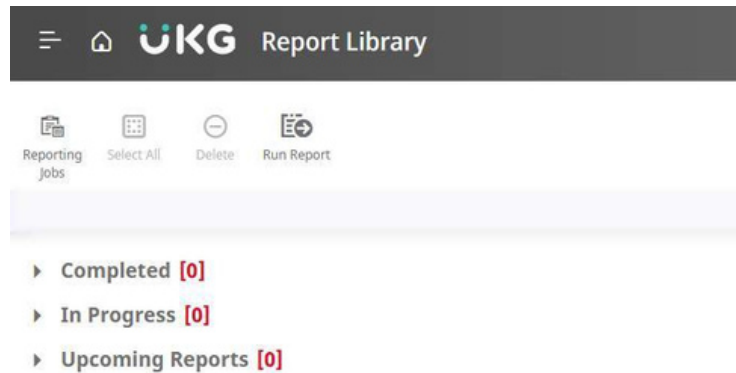 UKG Report Library
Reporting Jobs
Select All
Delete
Run Report
Completed [0]
In Progress [0]
Upcoming Reports [0]